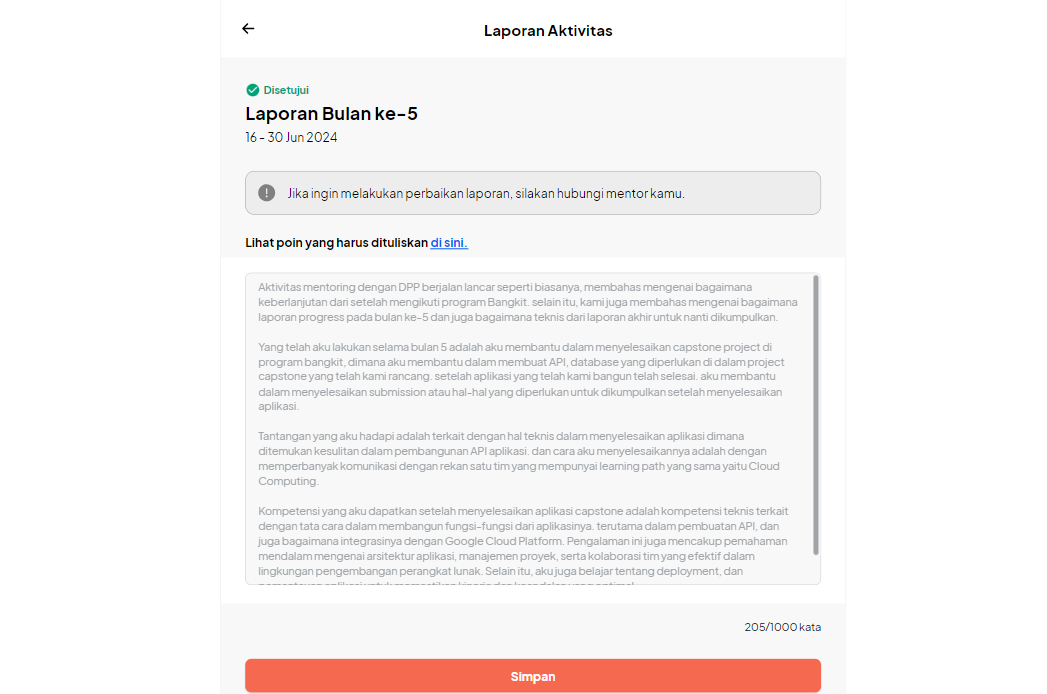 Laporan Aktivitas
Disetujui
Laporan Bulan ke-5
16 - 30 Jun 2024
Jika ingin melakukan perbaikan laporan, silakan hubungi mentor kamu.
Lihat poin yang harus dituliskan di sini.
Aktivitas mentoring dengan DPP berjalan lancar seperti biasanya, membahas mengenai bagaimana
keberlanjutan dari setelah mengikuti program Bangkit. selain itu, kami juga membahas mengenai bagaimana
laporan progress pada bulan ke-5 dan juga bagaimana teknis dari laporan akhir untuk nanti dikumpulkan.
Yang telah aku lakukan selama bulan 5 adalah aku membantu dalam menyelesaikan capstone project di
program bangkit, dimana aku membantu dalam membuat API, database yang diperlukan di dalam project
capstone yang telah kami rancang. setelah aplikasi yang telah kami bangun telah selesai. aku membantu
dalam menyelesaikan submission atau hal-hal yang diperlukan untuk dikumpulkan setelah menyelesaikan
aplikasi.
Tantangan yang aku hadapi adalah terkait dengan hal teknis dalam menyelesaikan aplikasi dimana
ditemukan kesulitan dalam pembangunan API aplikasi. dan cara aku menyelesaikannya adalah dengan
memperbanyak komunikasi dengan rekan satu tim yang mempunyai learning path yang sama yaitu Cloud
Computing.
Kompetensi yang aku dapatkan setelah menyelesaikan aplikasi capstone adalah kompetensi teknis terkait
dengan tata cara dalam membangun fungsi-fungsi dari aplikasinya. terutama dalam pembuatan API, dan
juga bagaimana integrasinya dengan Google Cloud Platform. Pengalaman ini juga mencakup pemahaman
mendalam mengenai arsitektur aplikasi, manajemen proyek, serta kolaborasi tim yang efektif dalam
lingkungan pengembangan perangkat lunak. Selain itu, aku juga belajar tentang deployment, dan
205/1000 kata
Simpan